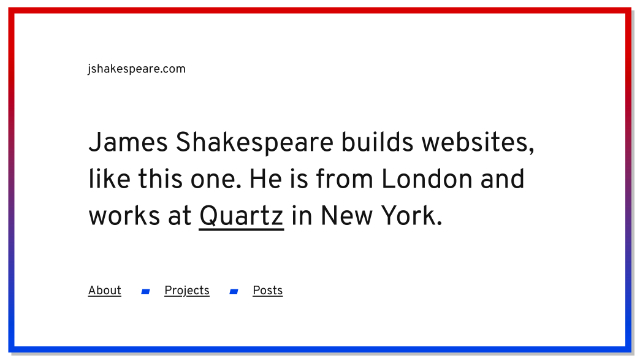 jshakespeare.com
James Shakespeare builds websites,
like this one. He is from London and
works at Quartz in New York.
About Projects Posts